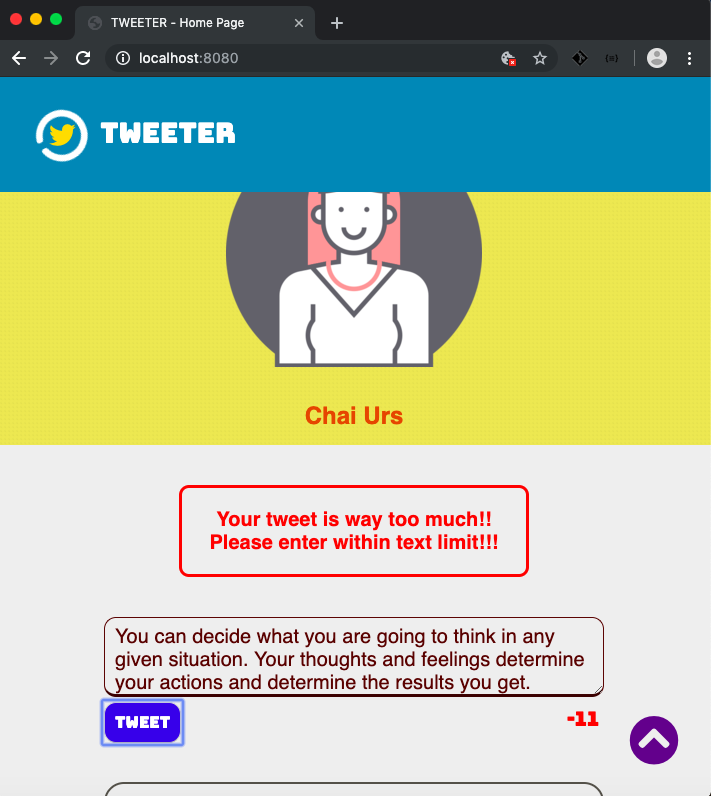 TWEETER - Home Page
localhost:8080
TWEETER
Chai Urs
Your tweet is way too much!!
Please enter within text limit!!!
You can decide what you are going to think in any
given situation. Your thoughts and feelings determine
your actions and determine the results you get.
TWEET
-11